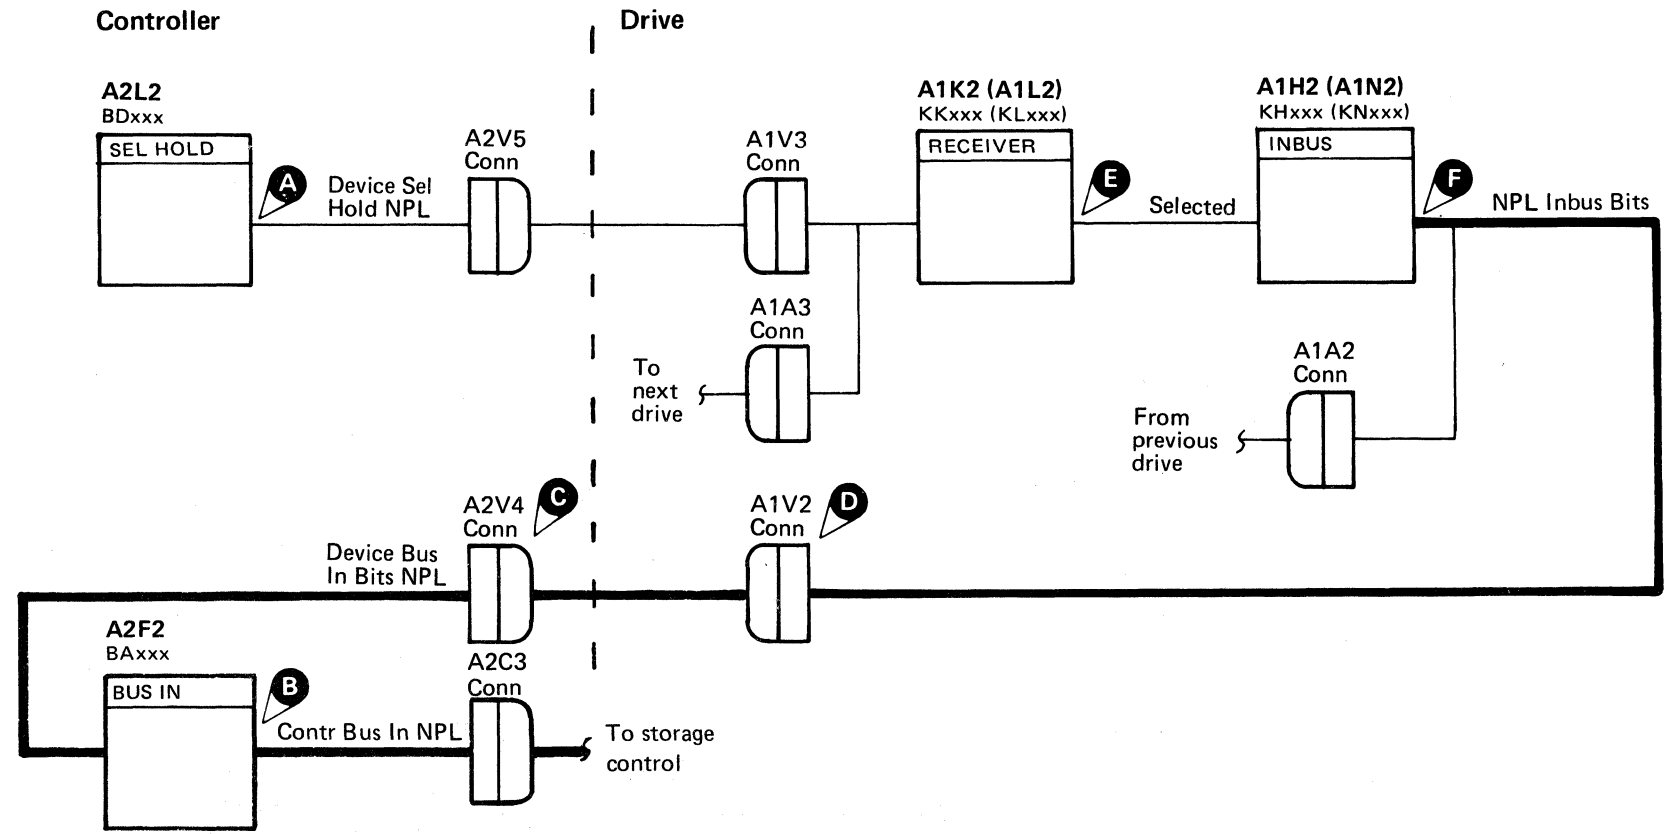 Controller
Drive
A2L2
BDxxx
SEL HOLD
A
Device Sel
Hold NPL
A2V5
Conn
A1V3
Conn
A1K2 (A1L2)
KKxxx (KLxxx)
RECEIVER
E
Selected
A1H2 (A1N2)
KHxxx (KNxxx)
INBUS
F
NPL Inbus Bits
A1A3
Conn
To
next
drive
A1A2
Conn
From
previous
drive
A2V4
Conn
C
A1V2
Conn
D
Device Bus
In Bits NPL
A2F2
BAxxx
BUS IN
B
Contr Bus In NPL
A2C3
Conn
To storage
control